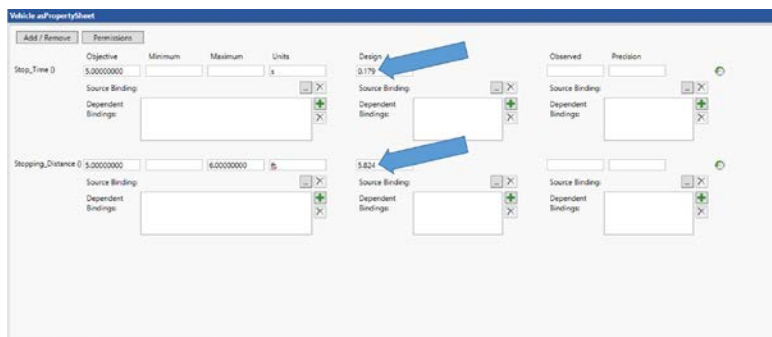 Vehicle asPropertySheet
Add / Remove Permissions
Objective Minimum Maximum Units Design Observed Precision
Stop_Time () 5.00000000 s 0.179
Source Binding: ... Source Binding: ... Source Binding: ...
Dependent Bindings: Dependent Bindings: Dependent Bindings:
Stopping_Distance () 5.00000000 6.00000000 ft 5.824
Source Binding: ... Source Binding: ... Source Binding: ...
Dependent Bindings: Dependent Bindings: Dependent Bindings: